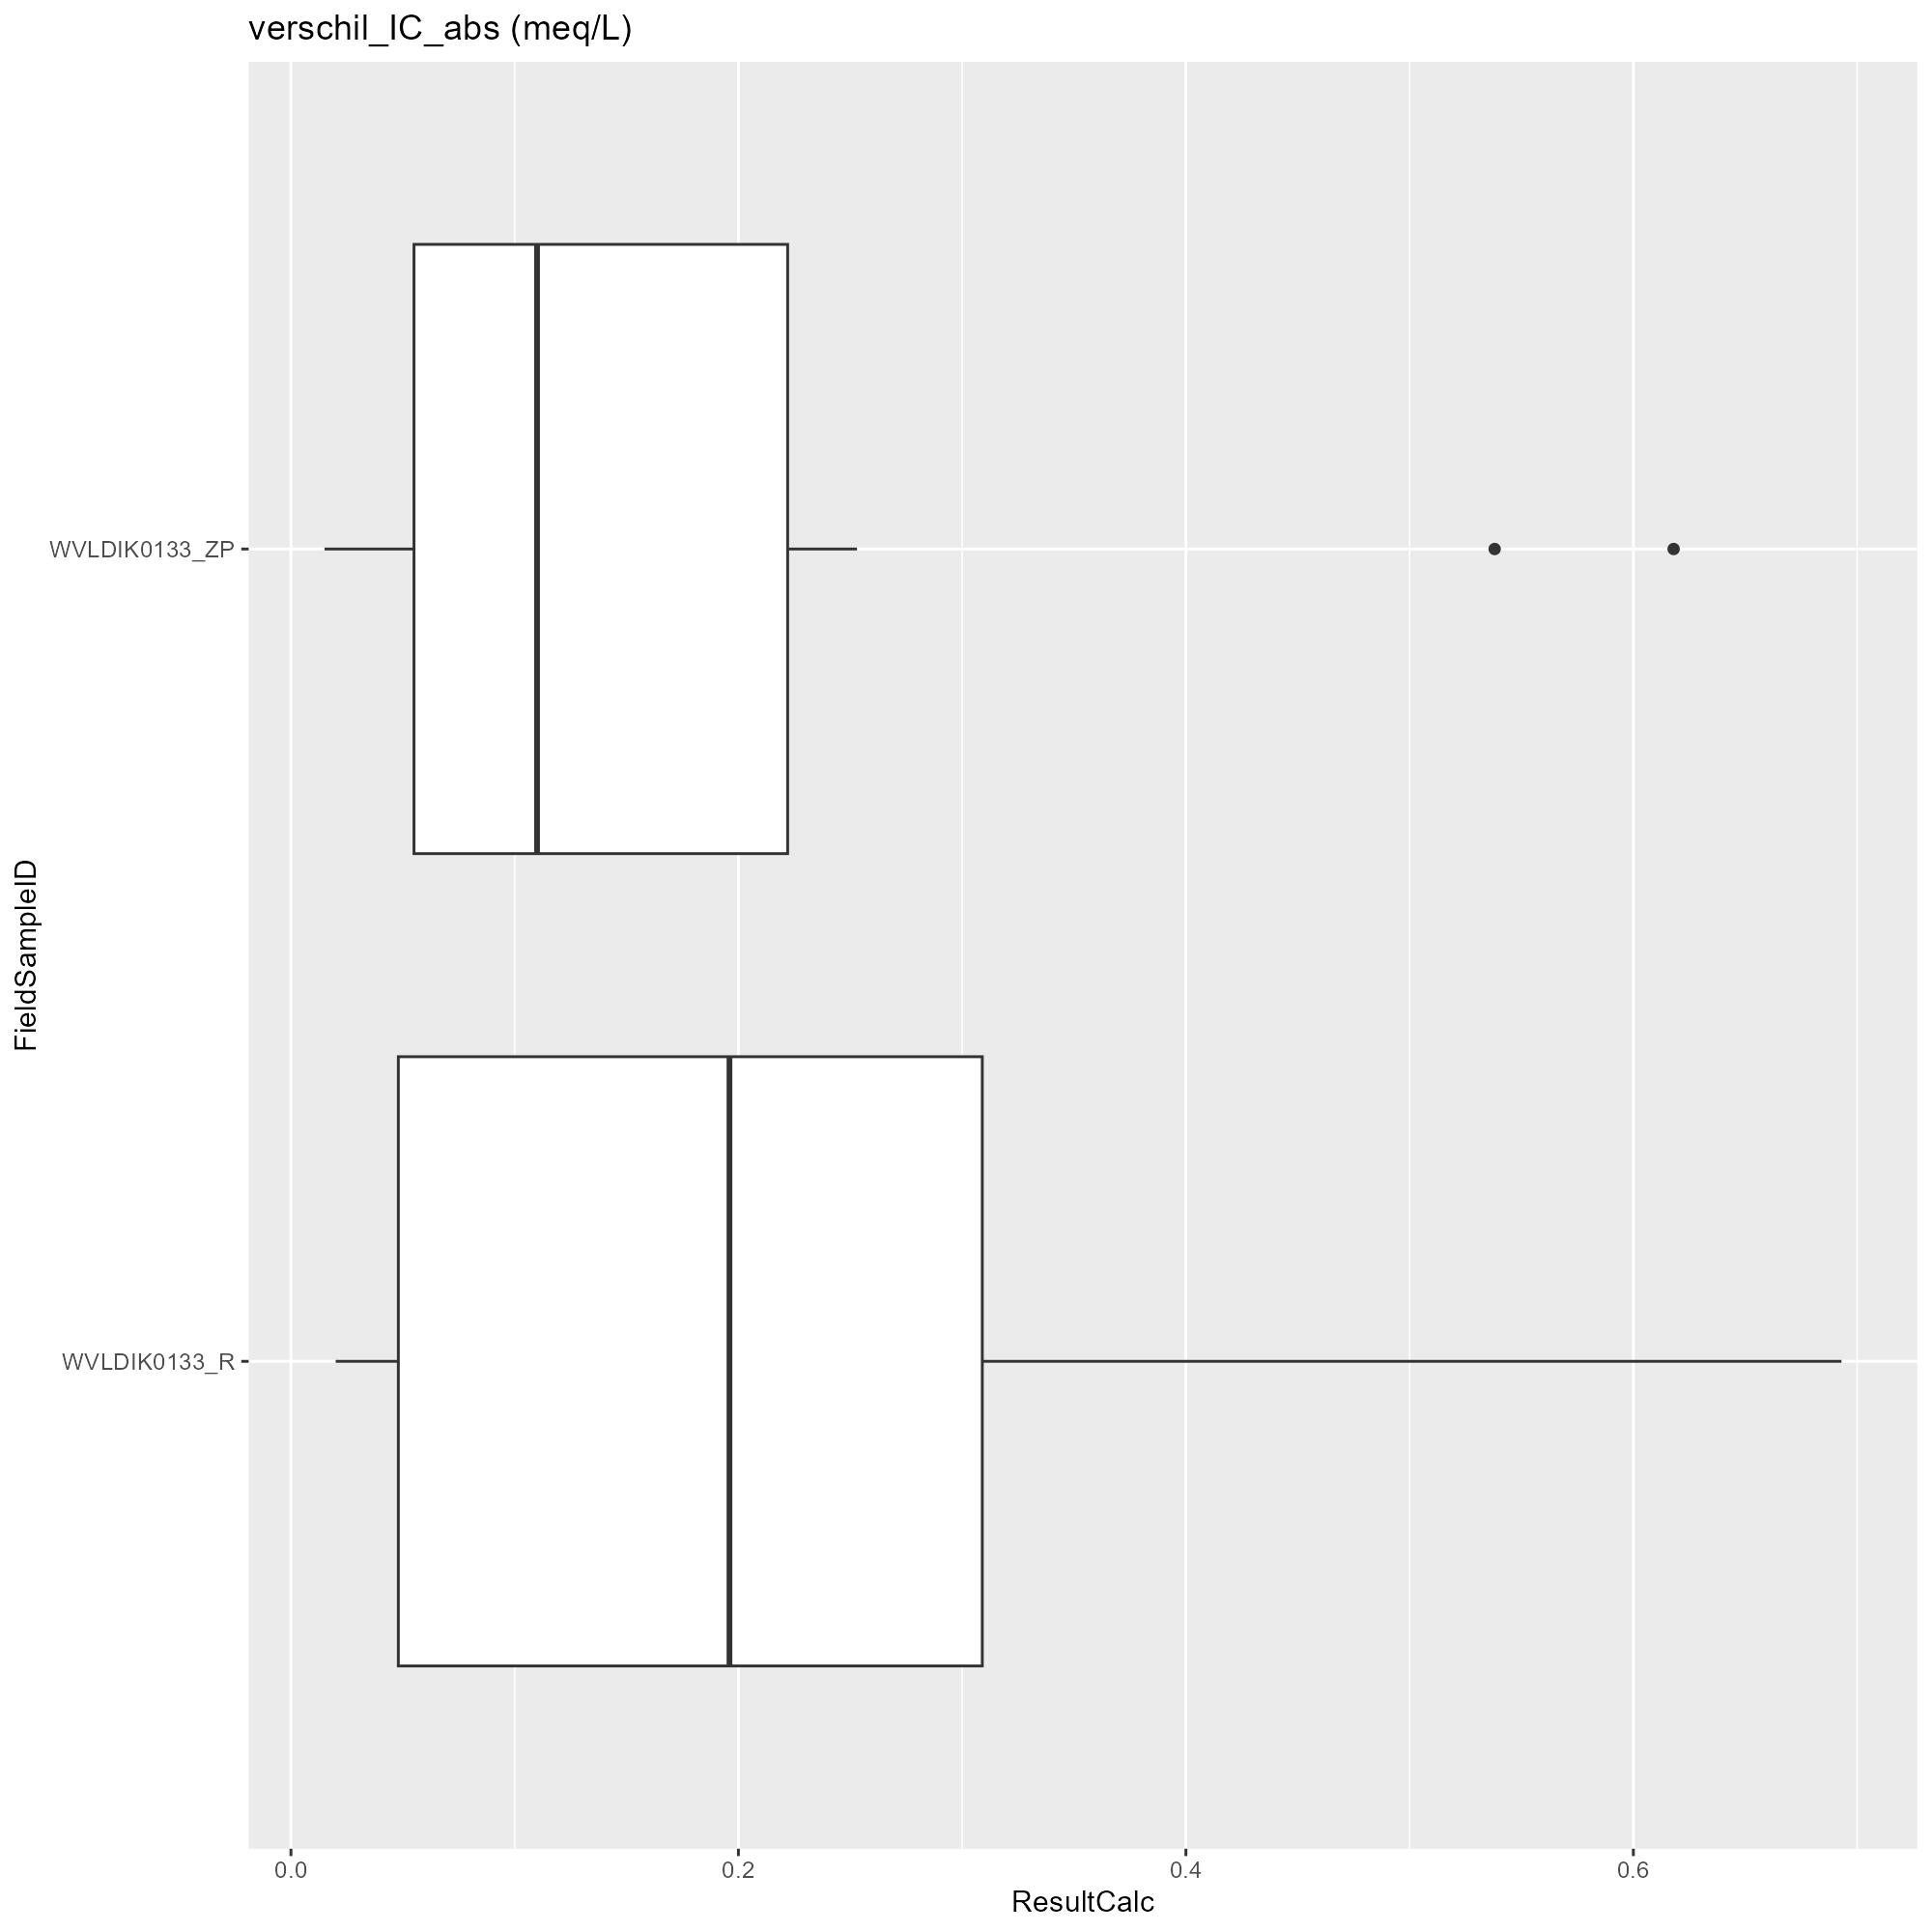 verschil_IC_abs (meq/L)
FieldSampleID
WVLDIK0133_ZP
WVLDIK0133_R
0.0 0.2 0.4 0.6
ResultCalc